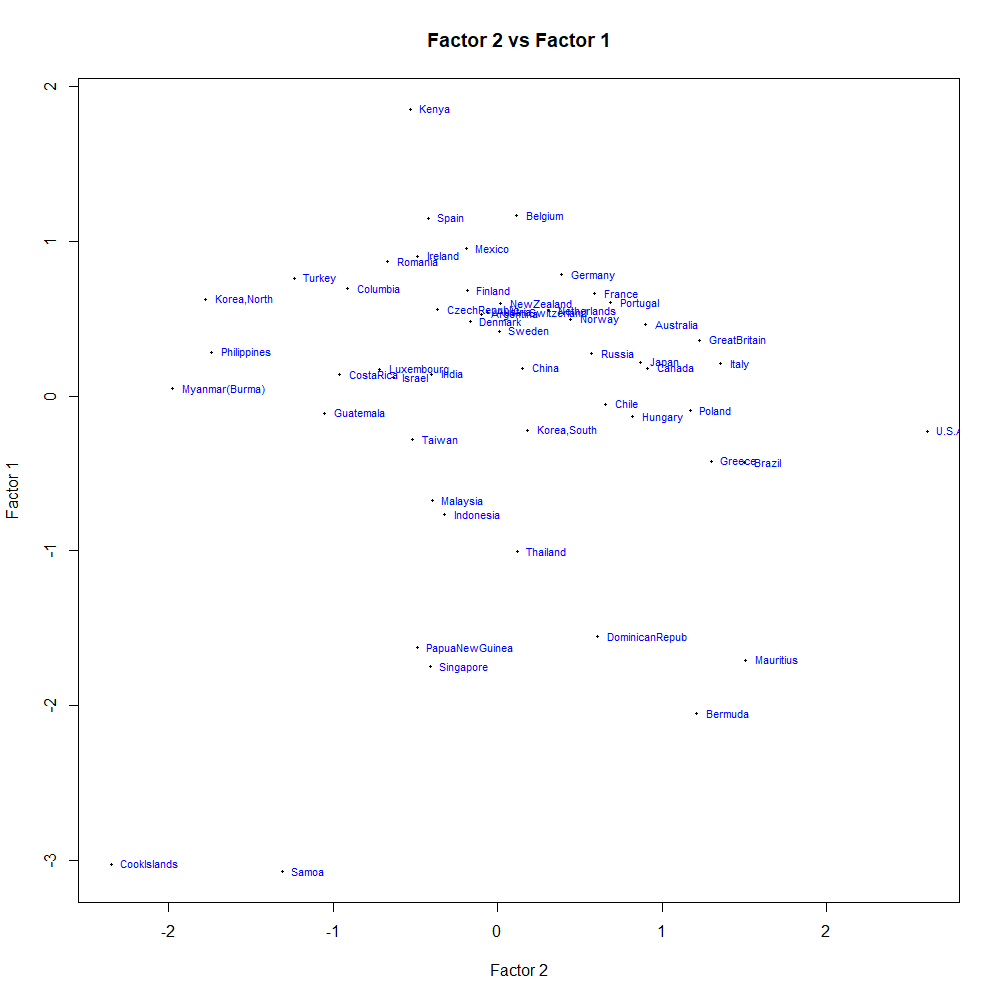 Factor 2 vs Factor 1
2
Kenya
Spain
Belgium
1
Mexico
Ireland
Romania
Germany
Turkey
Columbia
Finland
France
Korea,North
Portugal
NewZealand
CzechRepublic
Netherlands
Argentina
Switzerland
Norway
Denmark
Australia
Sweden
GreatBritain
Philippines
Russia
Japan
Italy
Luxembourg
China
Canada
CostaRica
India
Israel
Myanmar(Burma)
0
Chile
Poland
Guatemala
Hungary
Korea,South
U.S.A
Taiwan
Greece
Brazil
Malaysia
Indonesia
Factor 1
-1
Thailand
DominicanRepub
PapuaNewGuinea
Mauritius
Singapore
-2
Bermuda
-3
CookIslands
Samoa
-2 -1 0 1 2
Factor 2